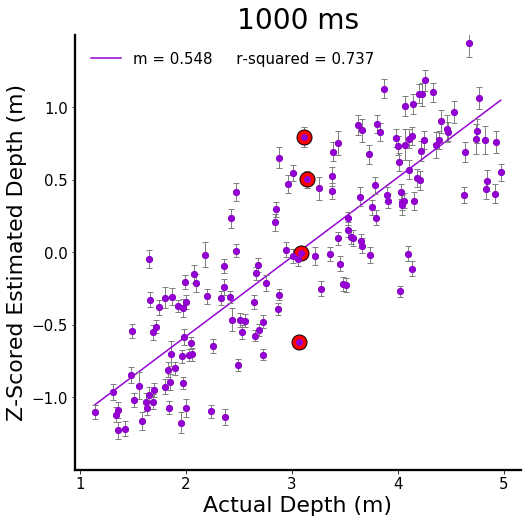 1000 ms
m = 0.548 r-squared = 0.737
Z-Scored Estimated Depth (m)
1.0
0.5
0.0
−0.5
−1.0
1 2 3 4 5
Actual Depth (m)